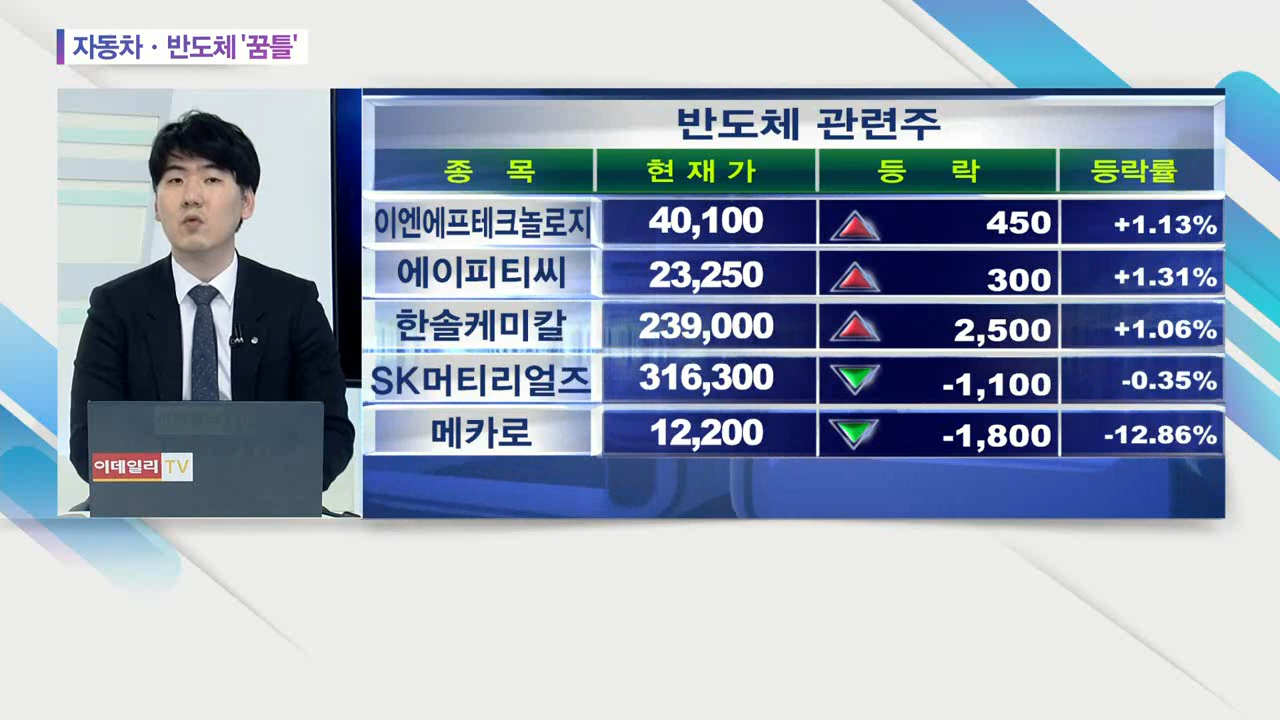 자동차 · 반도체 '꿈틀'
반도체 관련주
종 목 현 재 가 등 락 등락률
이엔에프테크놀로지 40,100 450 +1.13%
에이피티씨 23,250 300 +1.31%
한솔케미칼 239,000 2,500 +1.06%
SK머티리얼즈 316,300 -1,100 -0.35%
메카로 12,200 -1,800 -12.86%
이데일리 TV